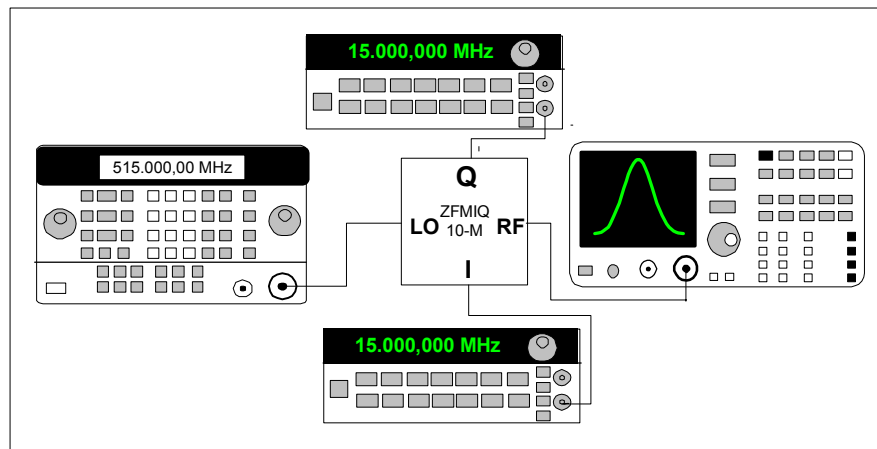 15.000,000 MHz
515.000,00 MHz
Q
ZFMIQ
LO 10-M RF
I
15.000,000 MHz